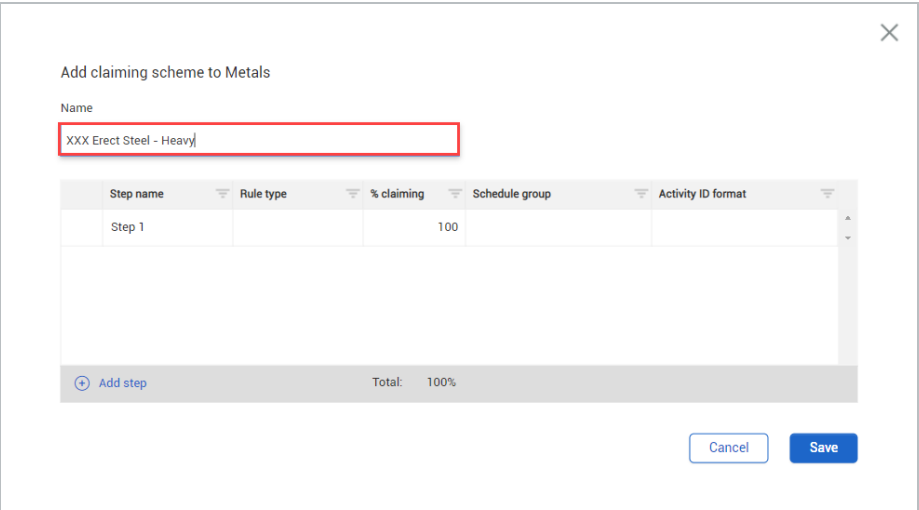 Add claiming scheme to Metals
Name
XXX Erect Steel - Heavy
Step name Rule type % claiming Schedule group Activity ID format
Step 1 100
Add step Total: 100%
Cancel Save